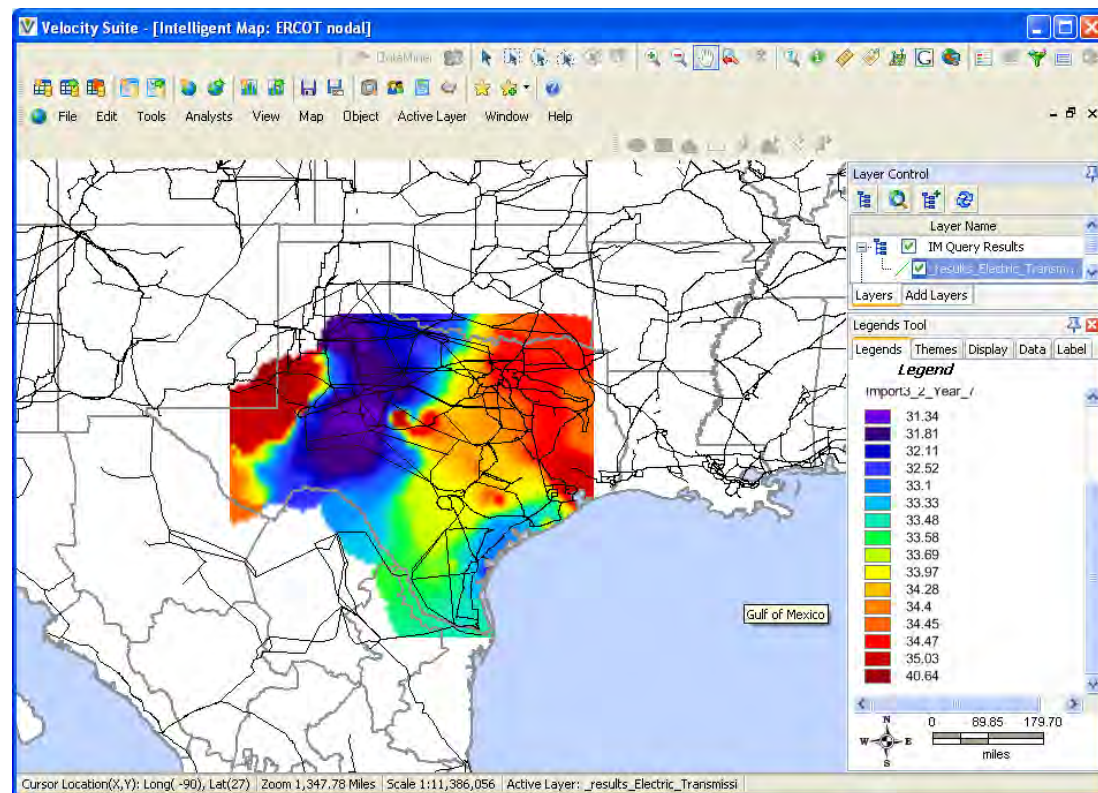 Velocity Suite - [Intelligent Map: ERCOT nodal]
DataMiner
File Edit Tools Analysts View Map Object Active Layer Window Help
Layer Control
Layer Name
IM Query Results
_results_Electric_Transmi...
Layers Add Layers
Legends Tool
Legends Themes Display Data Label
Legend
Import3_2_Year_7
31.34
31.81
32.11
32.52
33.1
33.33
33.48
33.58
33.69
33.97
34.28
34.4
34.45
34.47
35.03
40.64
Gulf of Mexico
N
W E
S
0 89.85 179.70
miles
Cursor Location(X,Y): Long( -90), Lat(27) Zoom 1,347.78 Miles Scale 1:11,386,056 Active Layer: _results_Electric_Transmissi